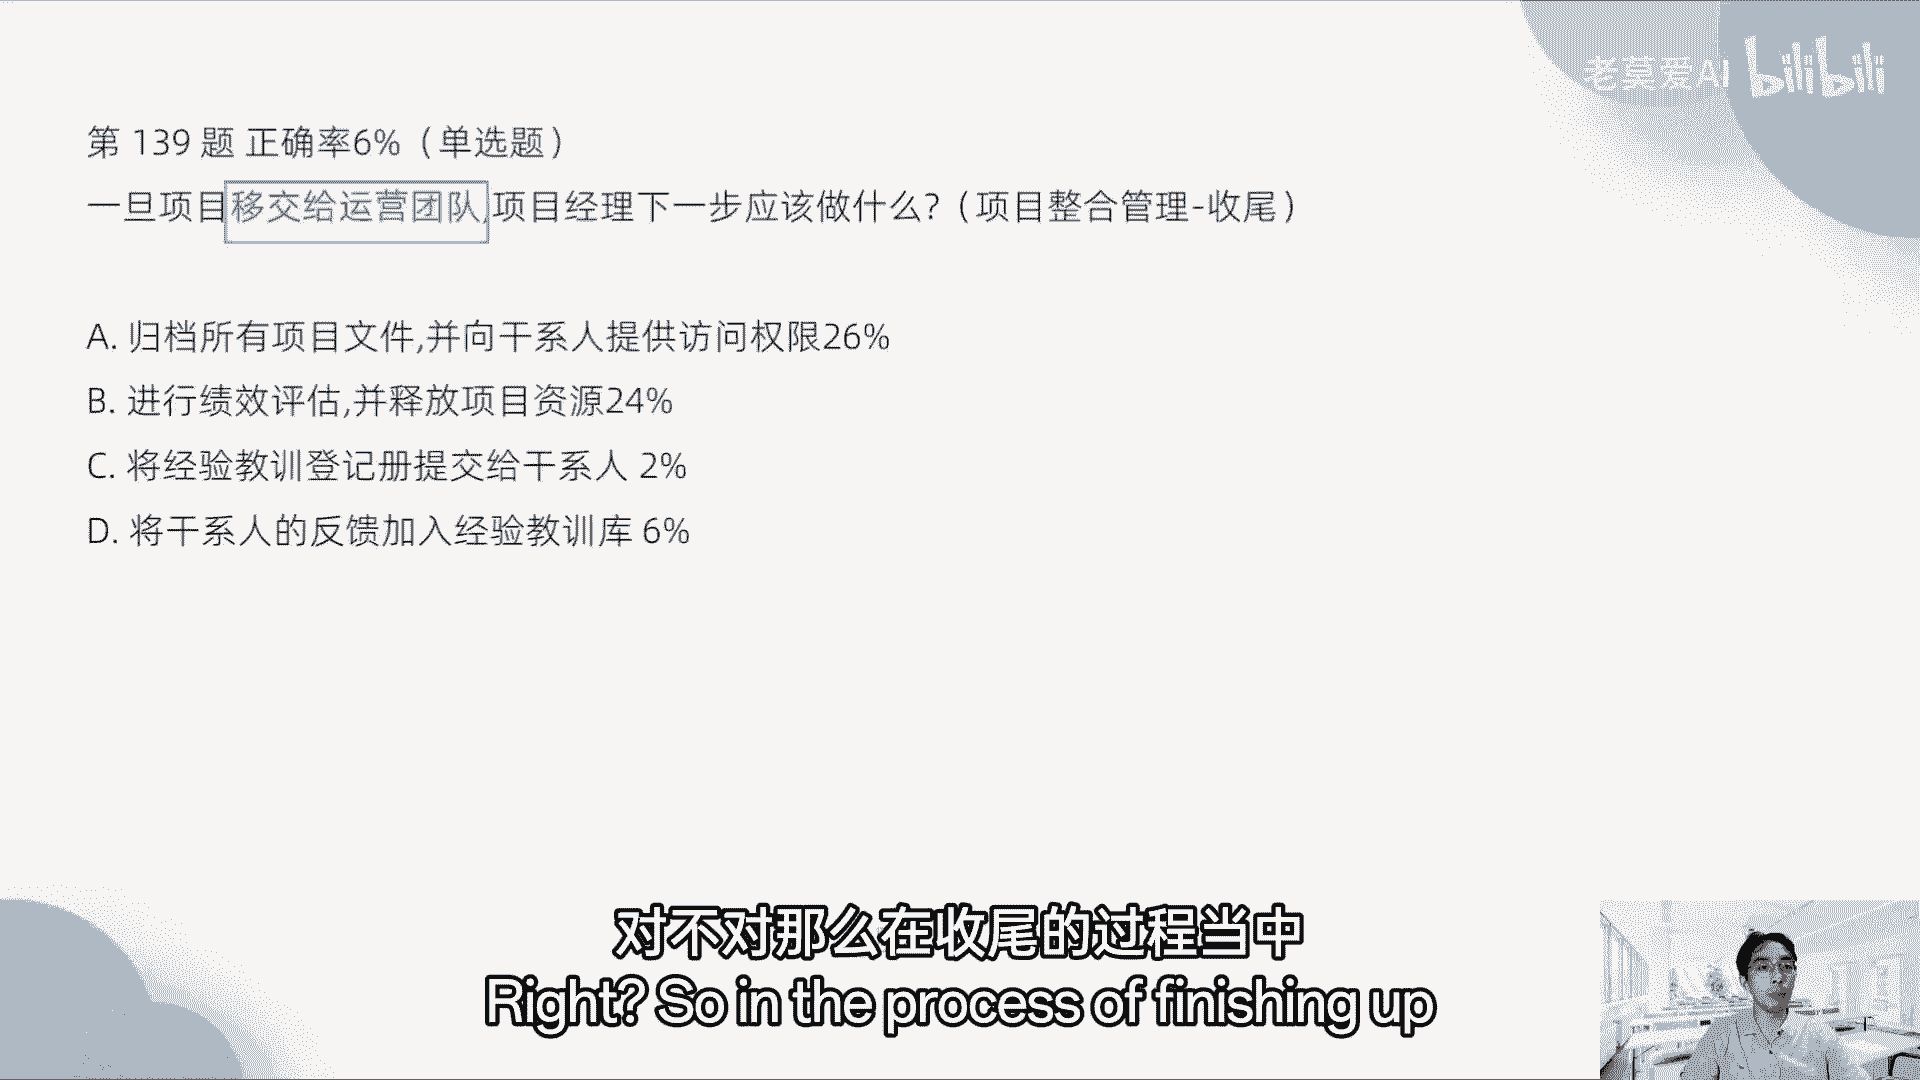 老莫爱AI bilibili
第 139 题 正确率6%（单选题）
一旦项目移交给运营团队,项目经理下一步应该做什么?（项目整合管理-收尾）
A. 归档所有项目文件,并向干系人提供访问权限26%
B. 进行绩效评估,并释放项目资源24%
C. 将经验教训登记册提交给干系人 2%
D. 将干系人的反馈加入经验教训库 6%
对不对那么在收尾的过程当中
Right? So in the process of finishing up